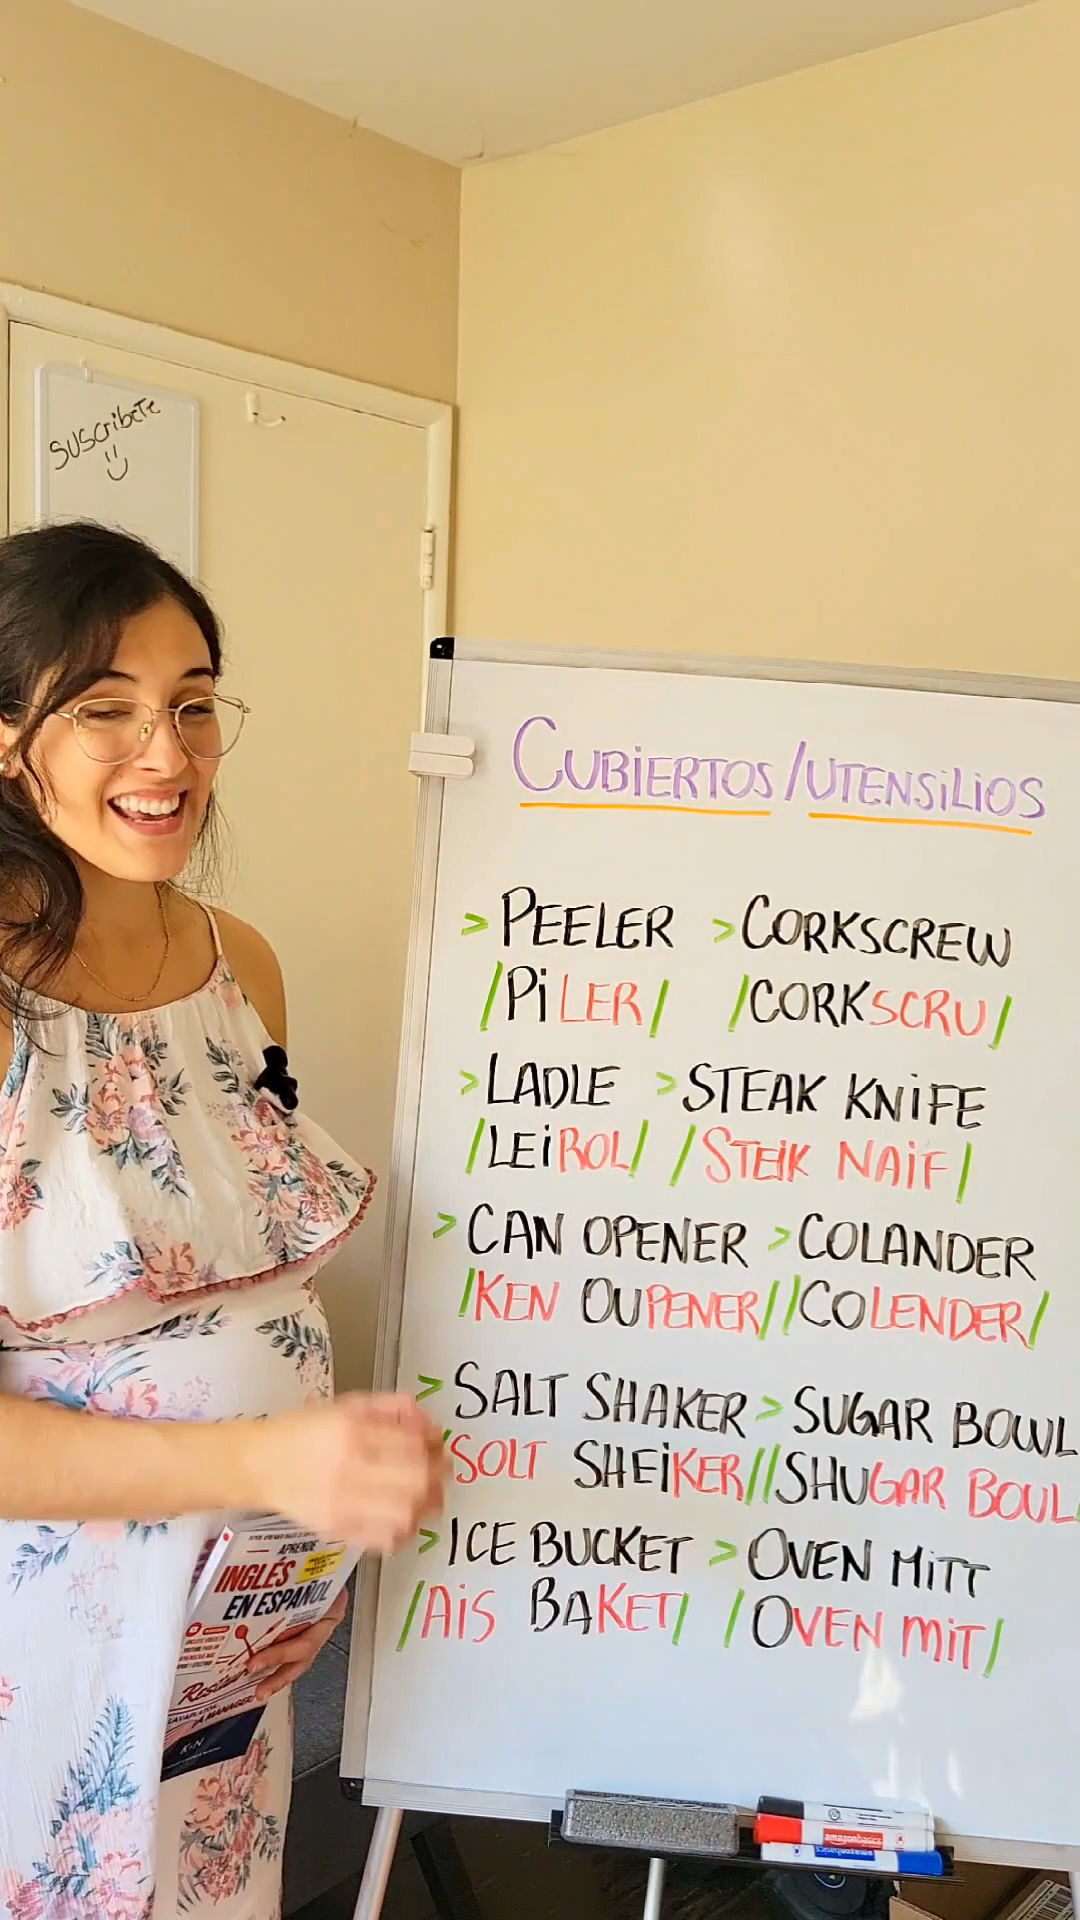 SUSCribeTe
CUBiERTOS/UTENSiLiOS
>PEELER >CORKSCREW
/PiLER/ /CORKSCRU/
>LADLE >STEAK KNiFE
/LEiROL/ /STEiK NAiF/
>CAN OPENER >COLANDER
/KEN OUPENER//COLENDER/
>SALT SHAKER >SUGAR BOWL
/SOLT SHEiKER//SHUGAR BOUL/
>ICE BUCKET >OVEN MiTT
/AiS BAKET/ /OVEN MiT/
APRENDE
INGLÉS
EN ESPAÑOL
A MANAGER
amazonbasics
amazonbasics